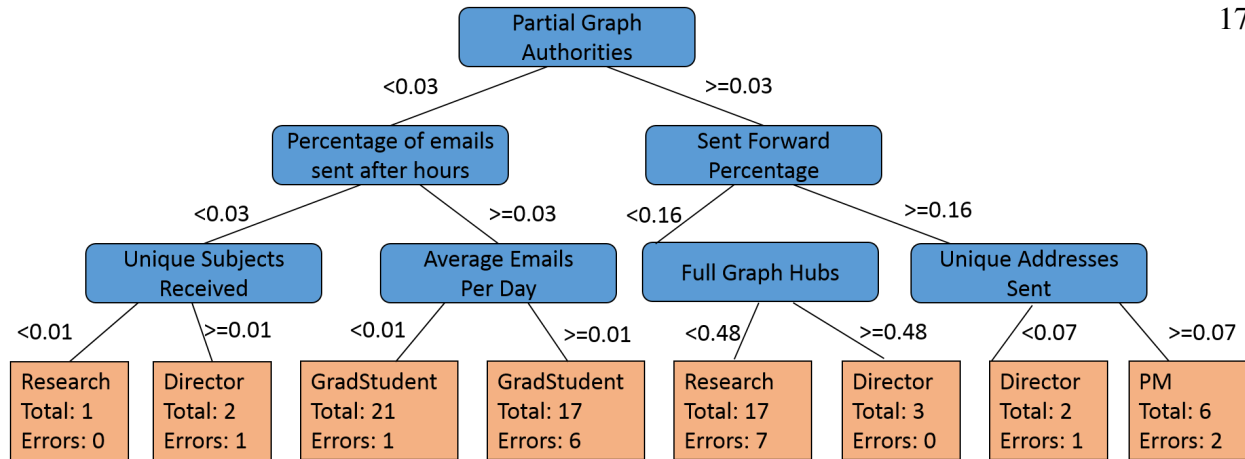 17
Partial Graph
Authorities
<0.03
>=0.03
Percentage of emails
sent after hours
Sent Forward
Percentage
<0.03
>=0.03
<0.16
>=0.16
Unique Subjects
Received
Average Emails
Per Day
Full Graph Hubs
Unique Addresses
Sent
<0.01
>=0.01
<0.01
>=0.01
<0.48
>=0.48
<0.07
>=0.07
Research
Total: 1
Errors: 0
Director
Total: 2
Errors: 1
GradStudent
Total: 21
Errors: 1
GradStudent
Total: 17
Errors: 6
Research
Total: 17
Errors: 7
Director
Total: 3
Errors: 0
Director
Total: 2
Errors: 1
PM
Total: 6
Errors: 2